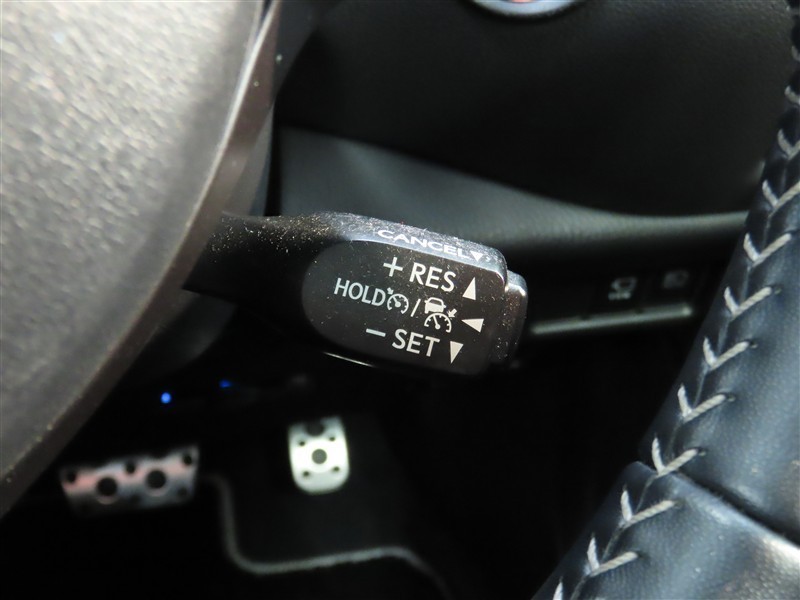 CANCEL▼
+ RES ▲
HOLD / ◀
− SET ▼